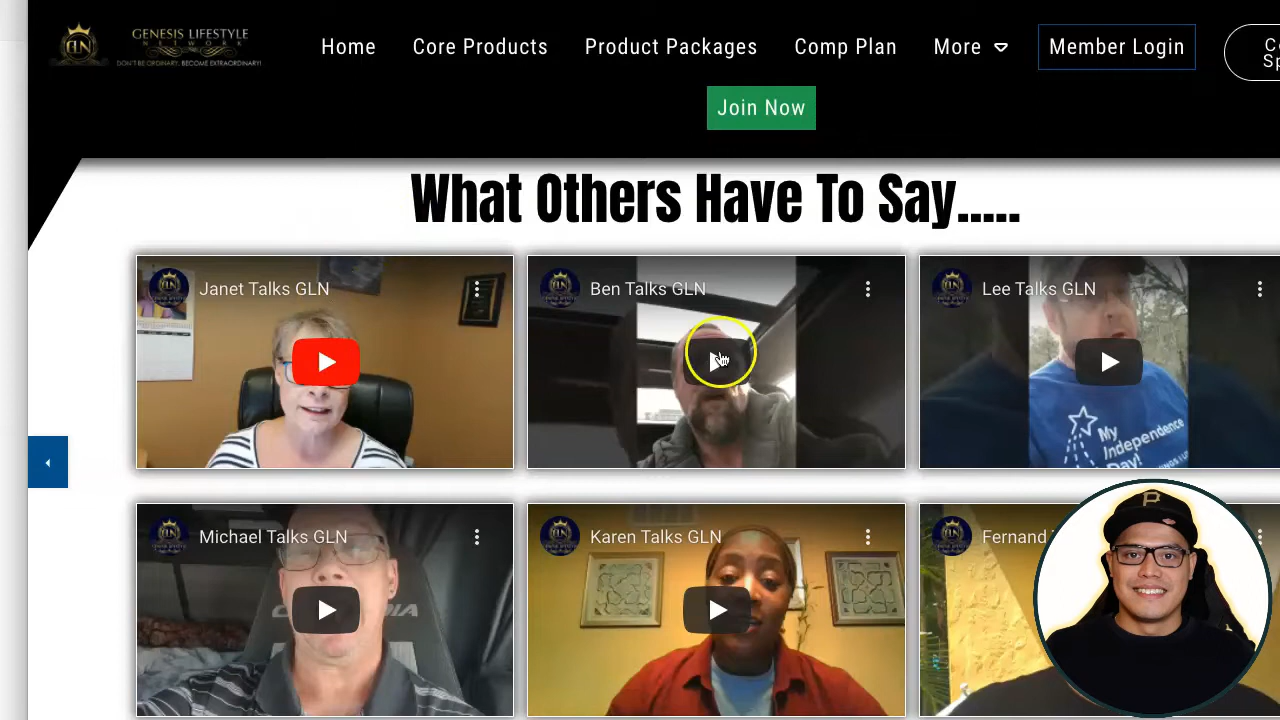 GLN
GENESIS LIFESTYLE
NETWORK
DON'T BE ORDINARY. BECOME EXTRAORDINARY!
Home
Core Products
Product Packages
Comp Plan
More
Member Login
Join Now
What Others Have To Say.....
Janet Talks GLN
Ben Talks GLN
Lee Talks GLN
My
Independence
Day!
Michael Talks GLN
Karen Talks GLN
Fernand
P